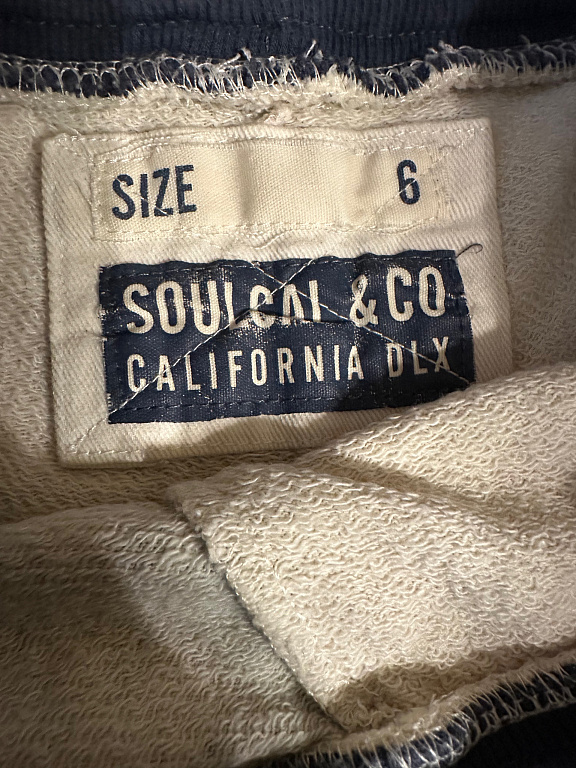 SIZE 6
SOULCAL & CO
CALIFORNIA DLX